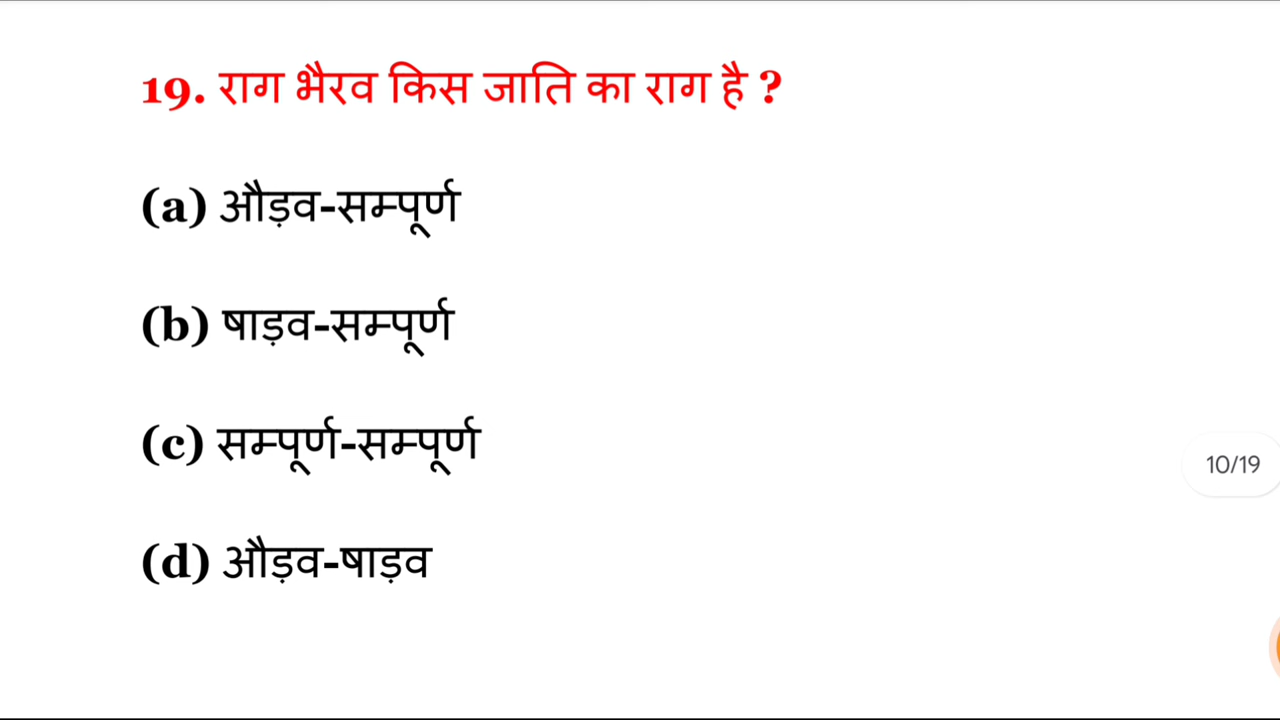 19. राग भैरव किस जाति का राग है ?
(a) औड़व-सम्पूर्ण
(b) षाड़व-सम्पूर्ण
(c) सम्पूर्ण-सम्पूर्ण
10/19
(d) औड़व-षाड़व